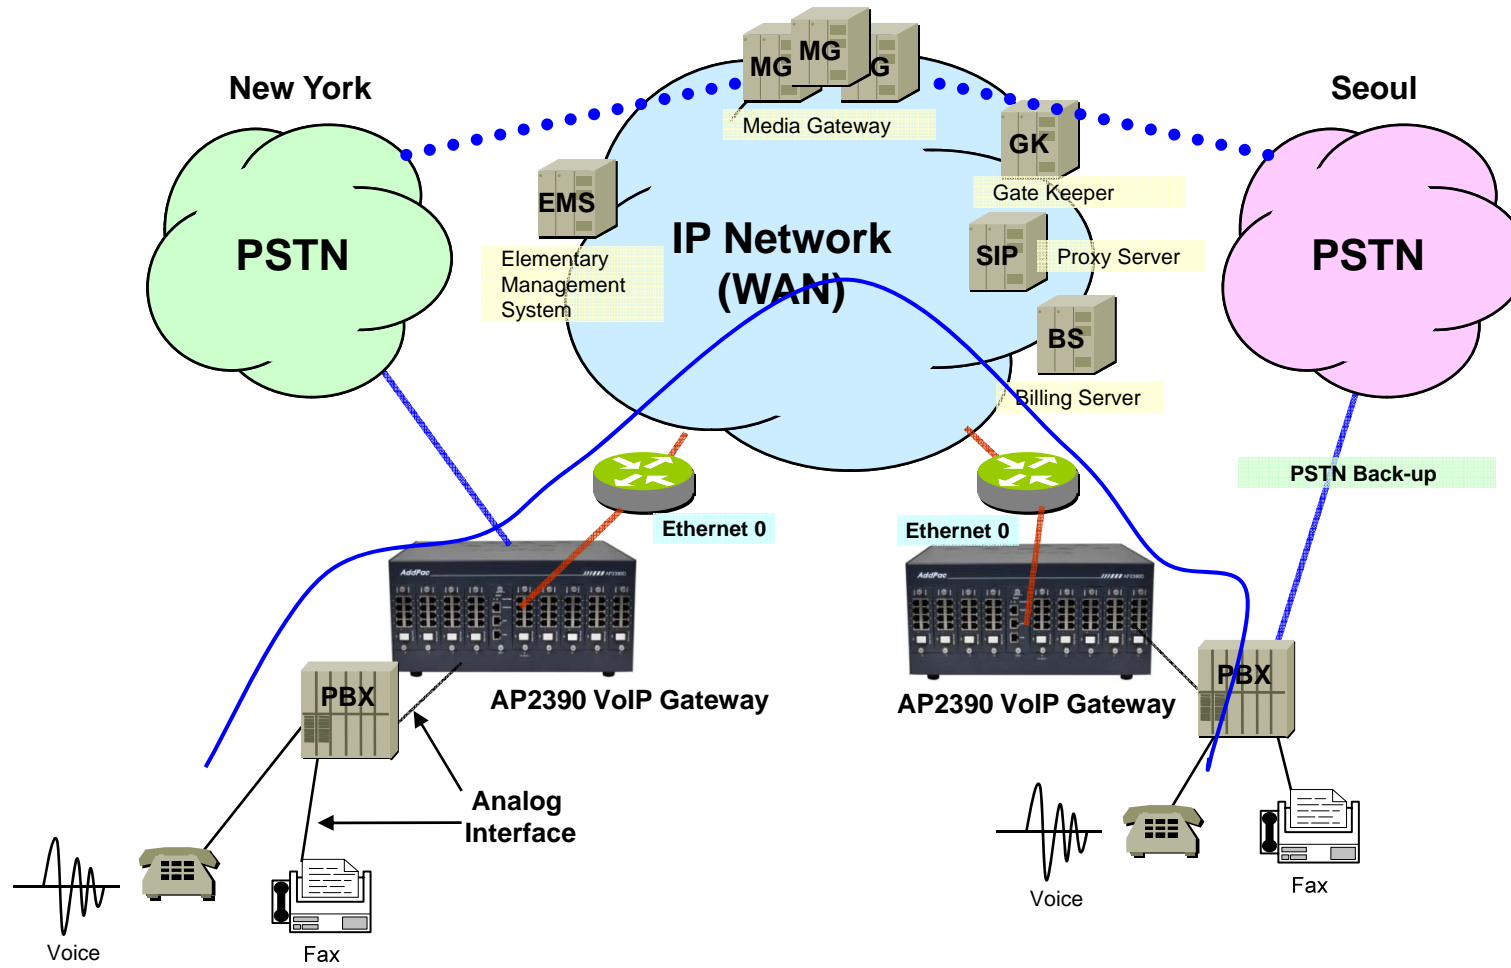 New York
Seoul
MG
MG
G
Media Gateway
GK
Gate Keeper
EMS
Elementary
Management
System
PSTN
IP Network
(WAN)
SIP
Proxy Server
PSTN
BS
Billing Server
PSTN Back-up
Ethernet 0
Ethernet 0
AddPac
AddPac
PBX
AP2390 VoIP Gateway
PBX
AP2390 VoIP Gateway
Analog
Interface
Voice
Fax
Voice
Fax